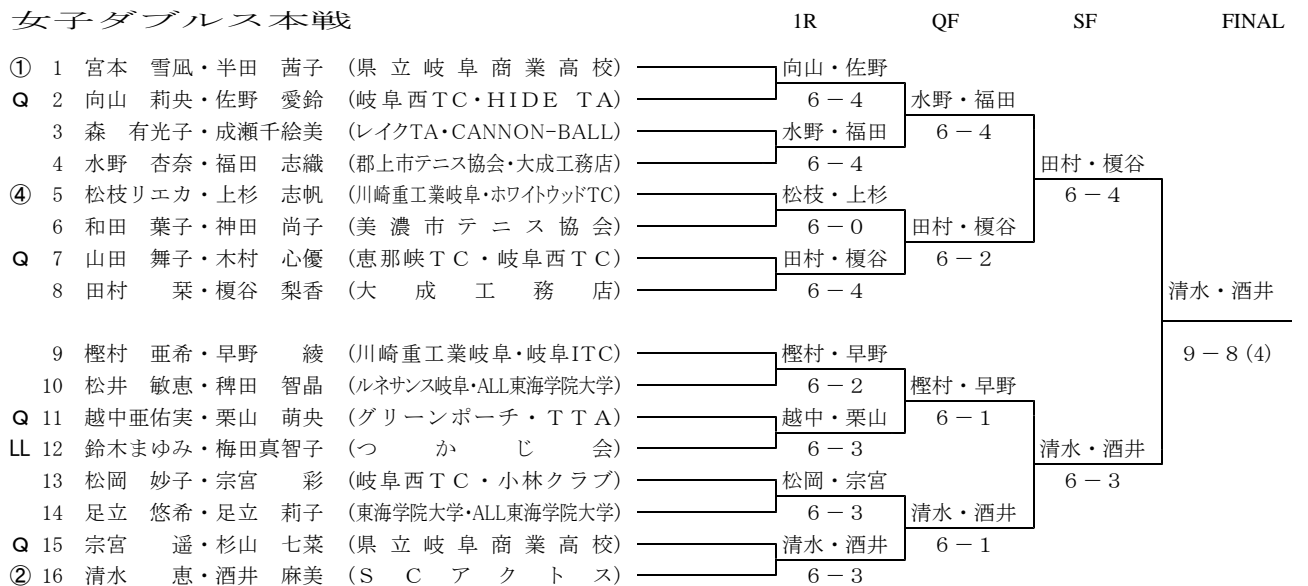 女子ダブルス本戦 1R QF SF FINAL
① 1 宮本 雪凪・半田 茜子 (県立岐阜商業高校) 向山・佐野
Q 2 向山 莉央・佐野 愛鈴 (岐阜西TC・HIDE TA) 6－4 水野・福田
3 森 有光子・成瀬千絵美 (レイクTA・CANNON-BALL) 水野・福田 6－4
4 水野 杏奈・福田 志織 (郡上市テニス協会・大成工務店) 6－4 田村・榎谷
④ 5 松枝リエカ・上杉 志帆 (川崎重工業岐阜・ホワイトウッドTC) 松枝・上杉 6－4
6 和田 葉子・神田 尚子 (美濃市テニス協会) 6－0 田村・榎谷
Q 7 山田 舞子・木村 心優 (恵那峡TC・岐阜西TC) 田村・榎谷 6－2
8 田村 栞・榎谷 梨香 (大成工務店) 6－4 清水・酒井
9 樫村 亜希・早野 綾 (川崎重工業岐阜・岐阜ITC) 樫村・早野 9－8 (4)
10 松井 敏恵・稗田 智晶 (ルネサンス岐阜・ALL東海学院大学) 6－2 樫村・早野
Q 11 越中亜佑実・栗山 萌央 (グリーンポーチ・TTA) 越中・栗山 6－1
LL 12 鈴木まゆみ・梅田真智子 (つかじ会) 6－3 清水・酒井
13 松岡 妙子・宗宮 彩 (岐阜西TC・小林クラブ) 松岡・宗宮 6－3
14 足立 悠希・足立 莉子 (東海学院大学・ALL東海学院大学) 6－3 清水・酒井
Q 15 宗宮 遥・杉山 七菜 (県立岐阜商業高校) 清水・酒井 6－1
② 16 清水 恵・酒井 麻美 (SCアクトス) 6－3